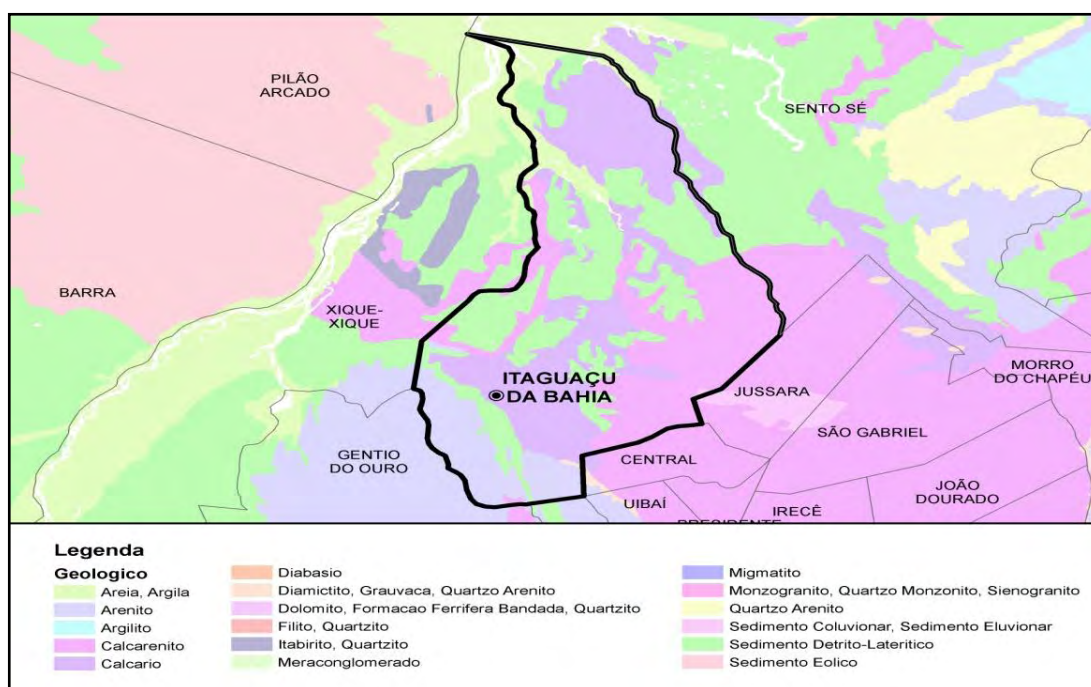 PILÃO
ARCADO
SENTO SÉ
BARRA
XIQUE-
XIQUE
ITAGUAÇU
DA BAHIA
MORRO
DO CHAPÉU
JUSSARA
SÃO GABRIEL
GENTIO
DO OURO
CENTRAL
JOÃO
DOURADO
UIBAÍ
IRECÊ
PRESIDENTE
Legenda
Geologico
Areia, Argila
Arenito
Argilito
Calcarenito
Calcario
Diabasio
Diamictito, Grauvaca, Quartzo Arenito
Dolomito, Formacao Ferrifera Bandada, Quartzito
Filito, Quartzito
Itabirito, Quartzito
Meraconglomerado
Migmatito
Monzogranito, Quartzo Monzonito, Sienogranito
Quartzo Arenito
Sedimento Coluvionar, Sedimento Eluvionar
Sedimento Detrito-Lateritico
Sedimento Eolico